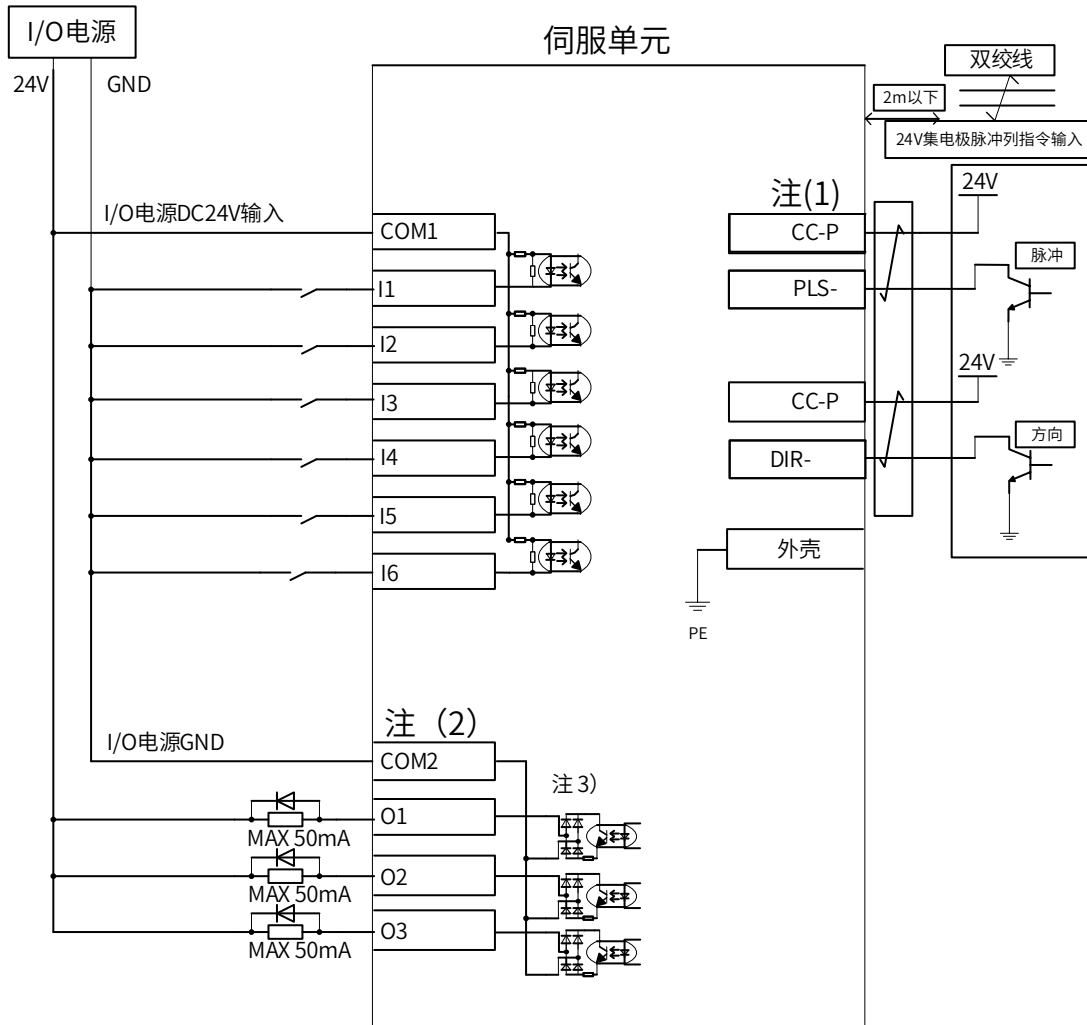 I/O电源
24V
GND
伺服单元
双绞线
2m以下
24V集电极脉冲列指令输入
I/O电源DC24V输入
注(1)
24V
COM1
CC-P
脉冲
I1
PLS-
I2
24V
I3
CC-P
I4
DIR-
方向
I5
外壳
I6
PE
注（2）
I/O电源GND
COM2
注 3）
O1
MAX 50mA
O2
MAX 50mA
O3
MAX 50mA